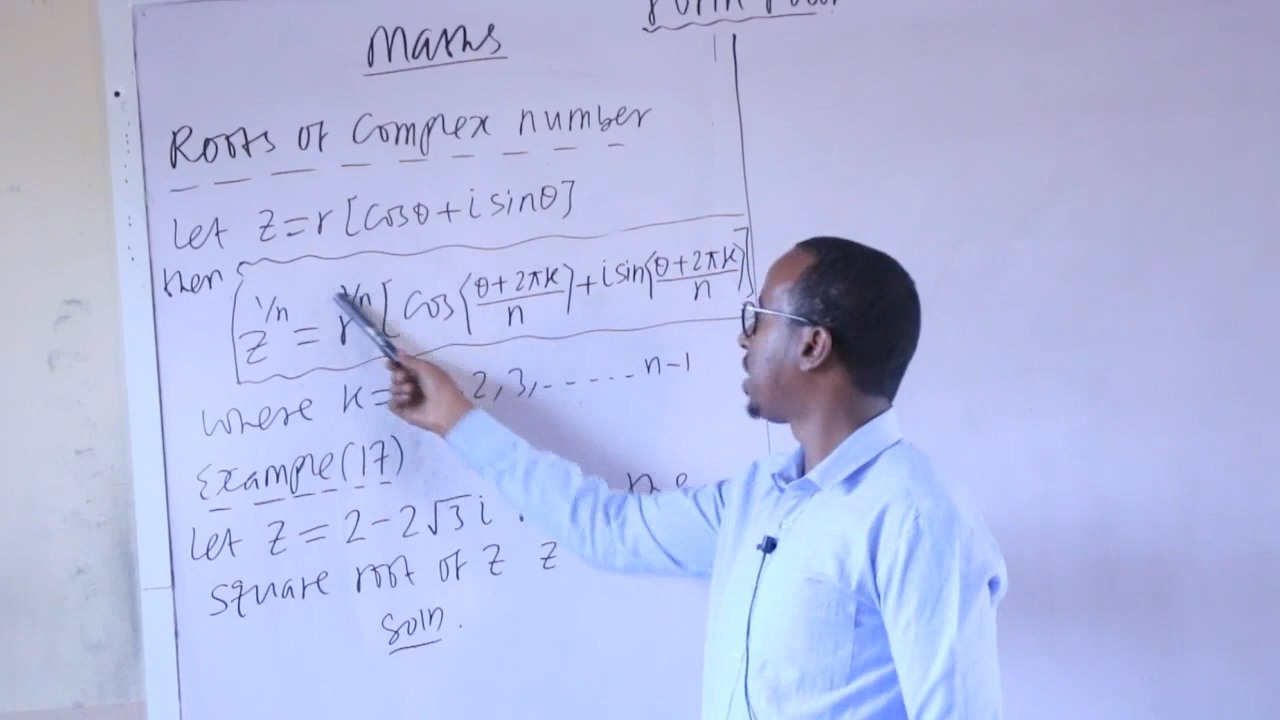 Maths
Roots of Complex number
Let z=r[cosθ+i sinθ]
then
z^1/n = r^1/n [cos(θ+2πk/n)+i sin(θ+2πk/n)]
where k= 2,3,------n-1
Example(17)
Let z=2-2√3i .
square root of z z
soln.